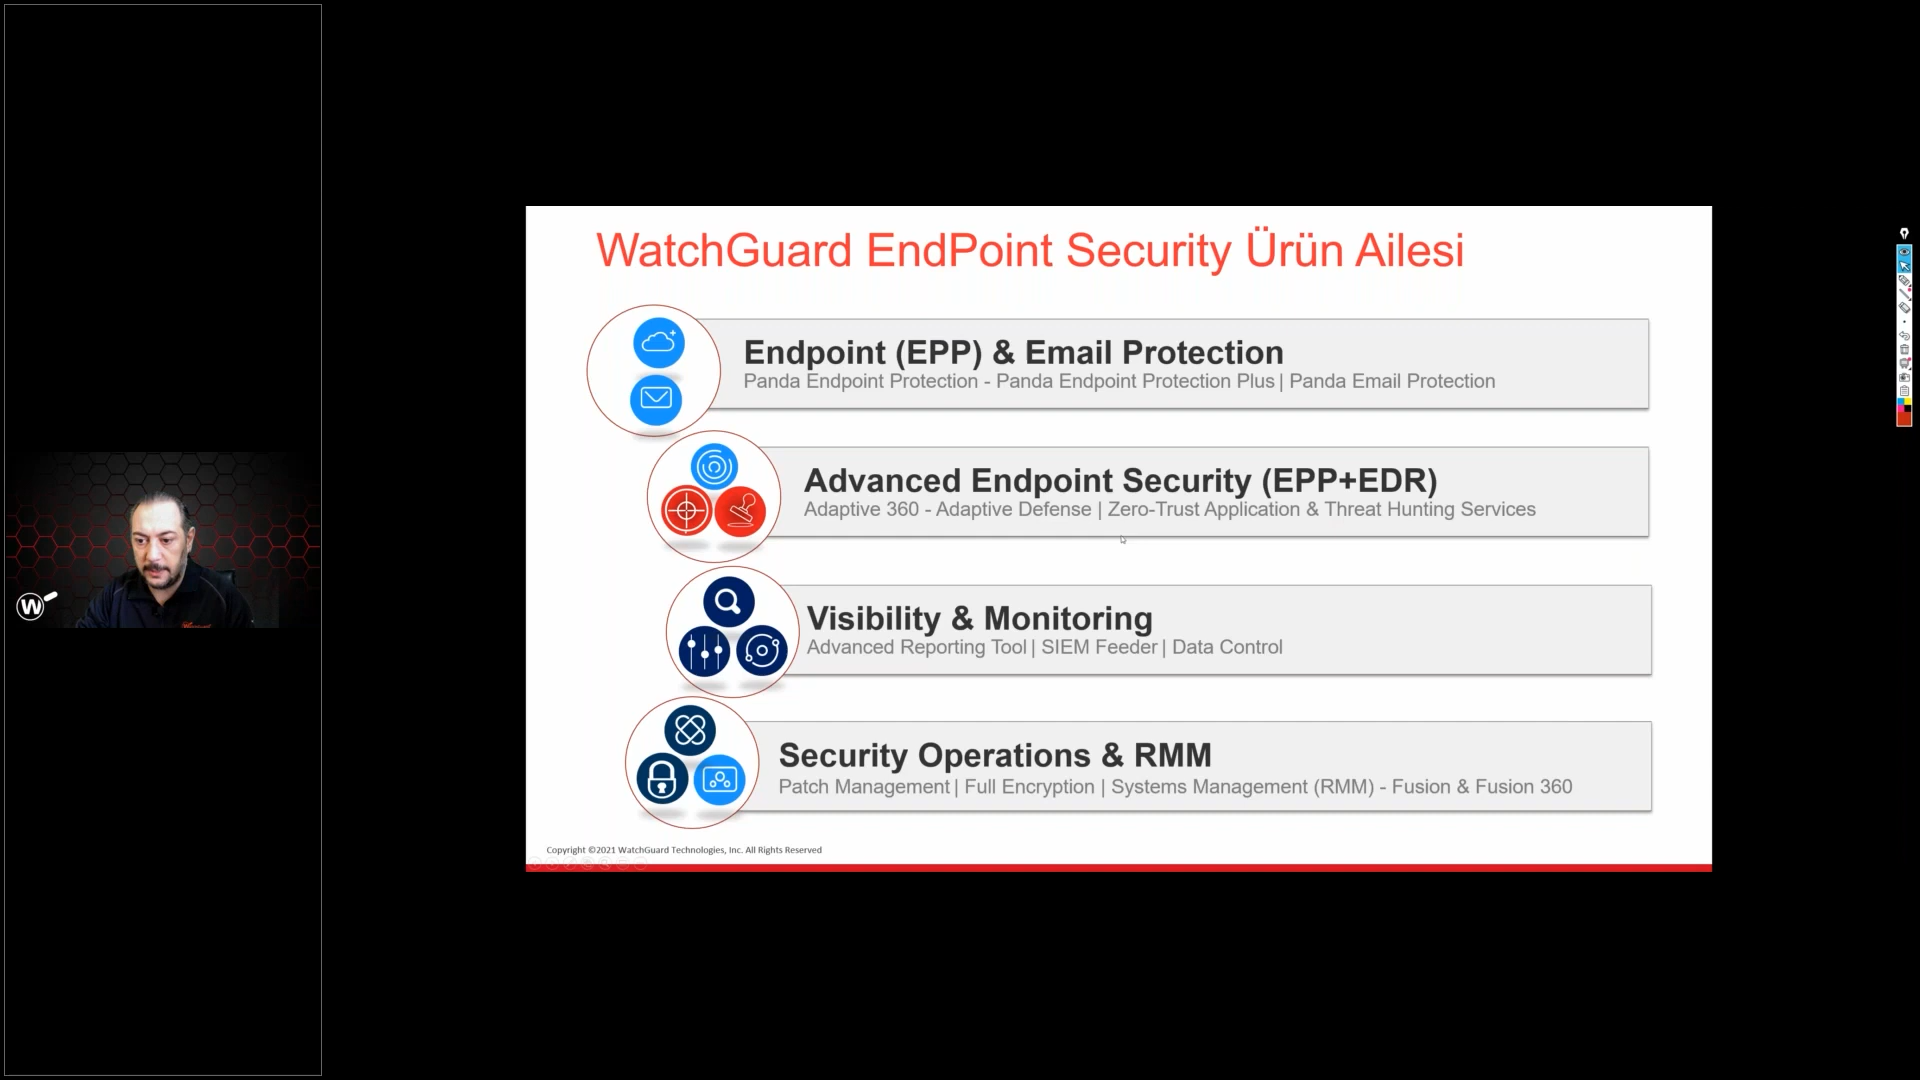 WatchGuard EndPoint Security Ürün Ailesi
Endpoint (EPP) & Email Protection
Panda Endpoint Protection - Panda Endpoint Protection Plus | Panda Email Protection
Advanced Endpoint Security (EPP+EDR)
Adaptive 360 - Adaptive Defense | Zero-Trust Application & Threat Hunting Services
Visibility & Monitoring
Advanced Reporting Tool | SIEM Feeder | Data Control
Security Operations & RMM
Patch Management | Full Encryption | Systems Management (RMM) - Fusion & Fusion 360
Copyright ©2021 WatchGuard Technologies, Inc. All Rights Reserved
W